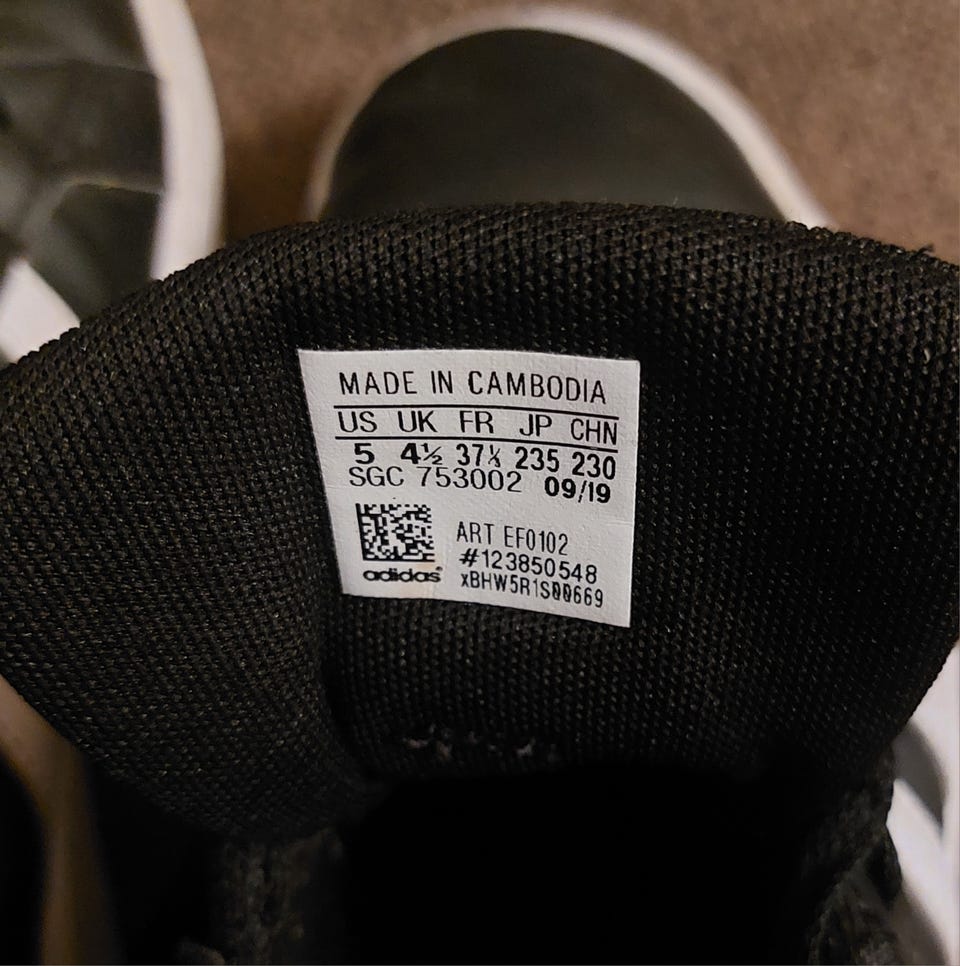 MADE IN CAMBODIA
US UK FR JP CHN
5 4½ 37⅓ 235 230
SGC 753002 09/19
ART EF0102
#123850548
adidas
xBHW5R1S00669